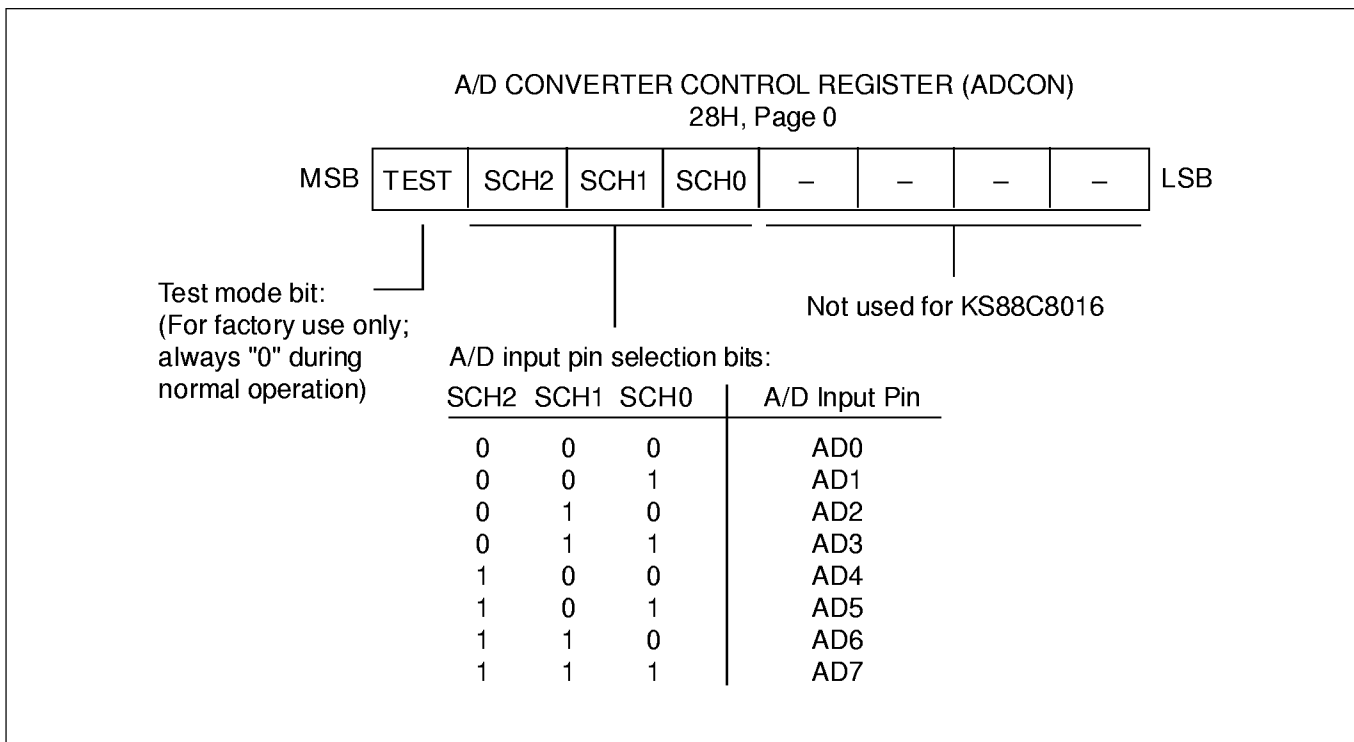 A/D CONVERTER CONTROL REGISTER (ADCON)
28H, Page 0
MSB TEST SCH2 SCH1 SCH0 – – – – LSB
Test mode bit:
(For factory use only;
always "0" during
normal operation)
Not used for KS88C8016
A/D input pin selection bits:
SCH2 SCH1 SCH0 A/D Input Pin
0 0 0 AD0
0 0 1 AD1
0 1 0 AD2
0 1 1 AD3
1 0 0 AD4
1 0 1 AD5
1 1 0 AD6
1 1 1 AD7